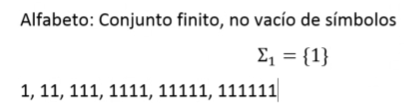 Alfabeto: Conjunto finito, no vacío de símbolos
Σ₁ = {1}
1, 11, 111, 1111, 11111, 111111